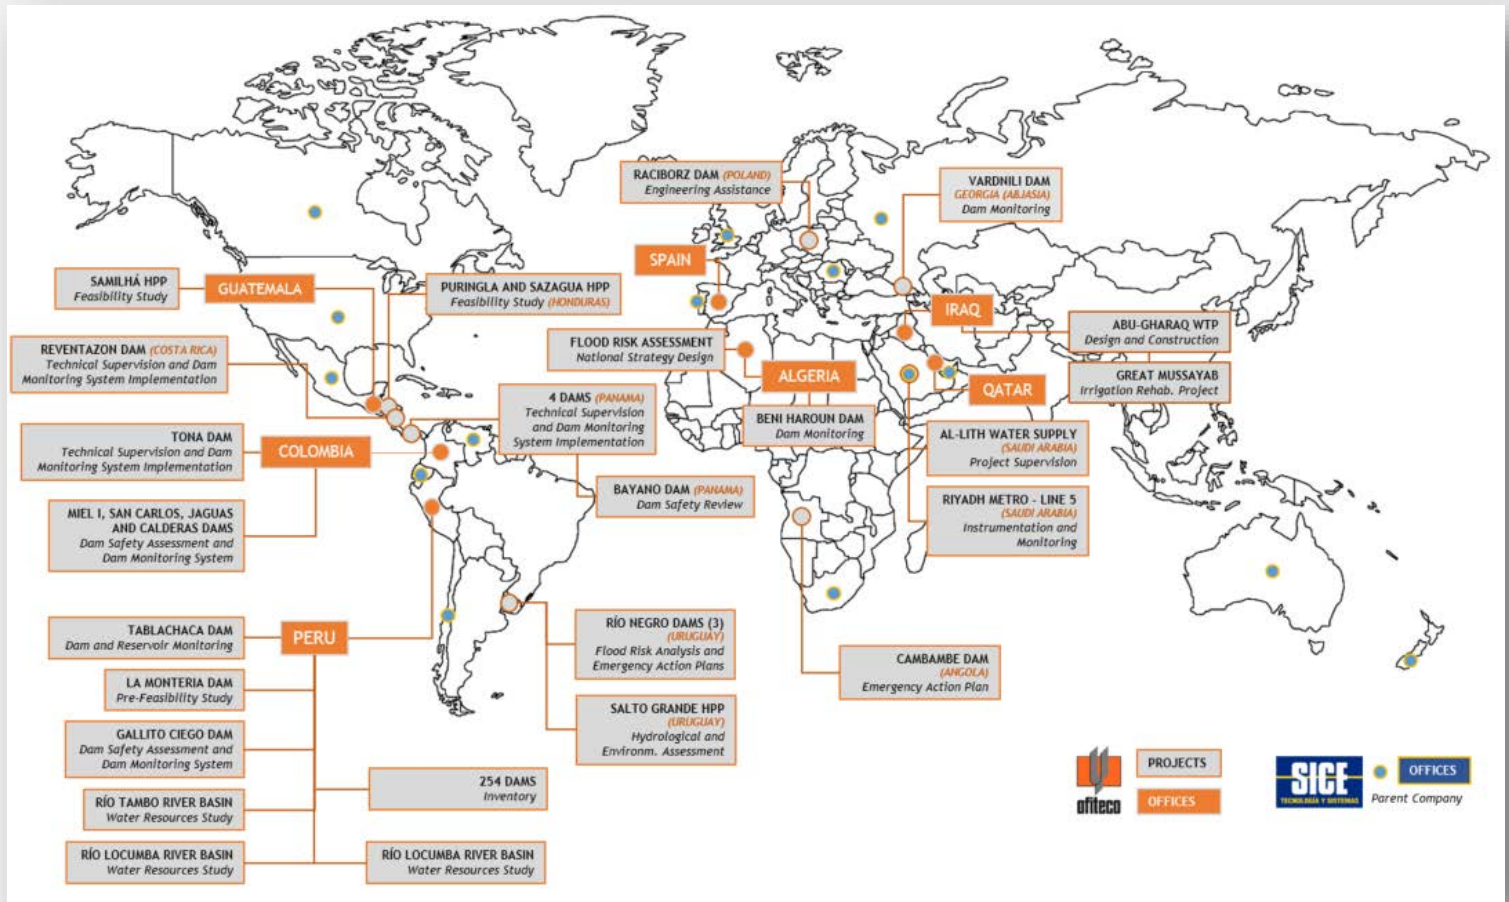 RACIBORZ DAM (POLAND)
Engineering Assistance
VARDNILI DAM
GEORGIA (ABJASIA)
Dam Monitoring
SPAIN
SAMILHÁ HPP
Feasibility Study
GUATEMALA
PURINGLA AND SAZAGUA HPP
Feasibility Study (HONDURAS)
IRAQ
ABU-GHARAQ WTP
Design and Construction
REVENTAZON DAM (COSTA RICA)
Technical Supervision and Dam
Monitoring System Implementation
FLOOD RISK ASSESSMENT
National Strategy Design
ALGERIA
QATAR
GREAT MUSSAYAB
Irrigation Rehab. Project
4 DAMS (PANAMA)
Technical Supervision
and Dam Monitoring
System Implementation
BENI HAROUN DAM
Dam Monitoring
TONA DAM
Technical Supervision and Dam
Monitoring System Implementation
COLOMBIA
AL-LITH WATER SUPPLY
(SAUDI ARABIA)
Project Supervision
BAYANO DAM (PANAMA)
Dam Safety Review
RIYADH METRO - LINE 5
(SAUDI ARABIA)
Instrumentation and
Monitoring
MIEL I, SAN CARLOS, JAGUAS
AND CALDERAS DAMS
Dam Safety Assessment and
Dam Monitoring System
TABLACHACA DAM
Dam and Reservoir Monitoring
PERU
RÍO NEGRO DAMS (3)
(URUGUAY)
Flood Risk Analysis and
Emergency Action Plans
CAMBAMBE DAM
(ANGOLA)
Emergency Action Plan
LA MONTERIA DAM
Pre-Feasibility Study
SALTO GRANDE HPP
(URUGUAY)
Hydrological and
Environm. Assessment
GALLITO CIEGO DAM
Dam Safety Assessment and
Dam Monitoring System
254 DAMS
Inventory
RÍO TAMBO RIVER BASIN
Water Resources Study
RÍO LOCUMBA RIVER BASIN
Water Resources Study
RÍO LOCUMBA RIVER BASIN
Water Resources Study
ofiteco
PROJECTS
OFFICES
SICE
TECNOLOGÍA Y SISTEMAS
OFFICES
Parent Company